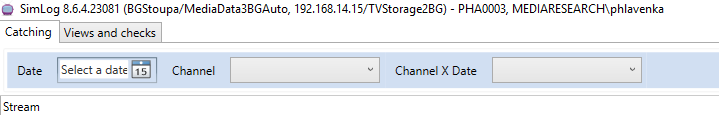 SimLog 8.6.4.23081 (BGStoupa/MediaData3BGAuto, 192.168.14.15/TVStorage2BG) - PHA0003, MEDIARESEARCH\phlavenka
Catching Views and checks
Date Select a date 15 Channel Channel X Date
Stream